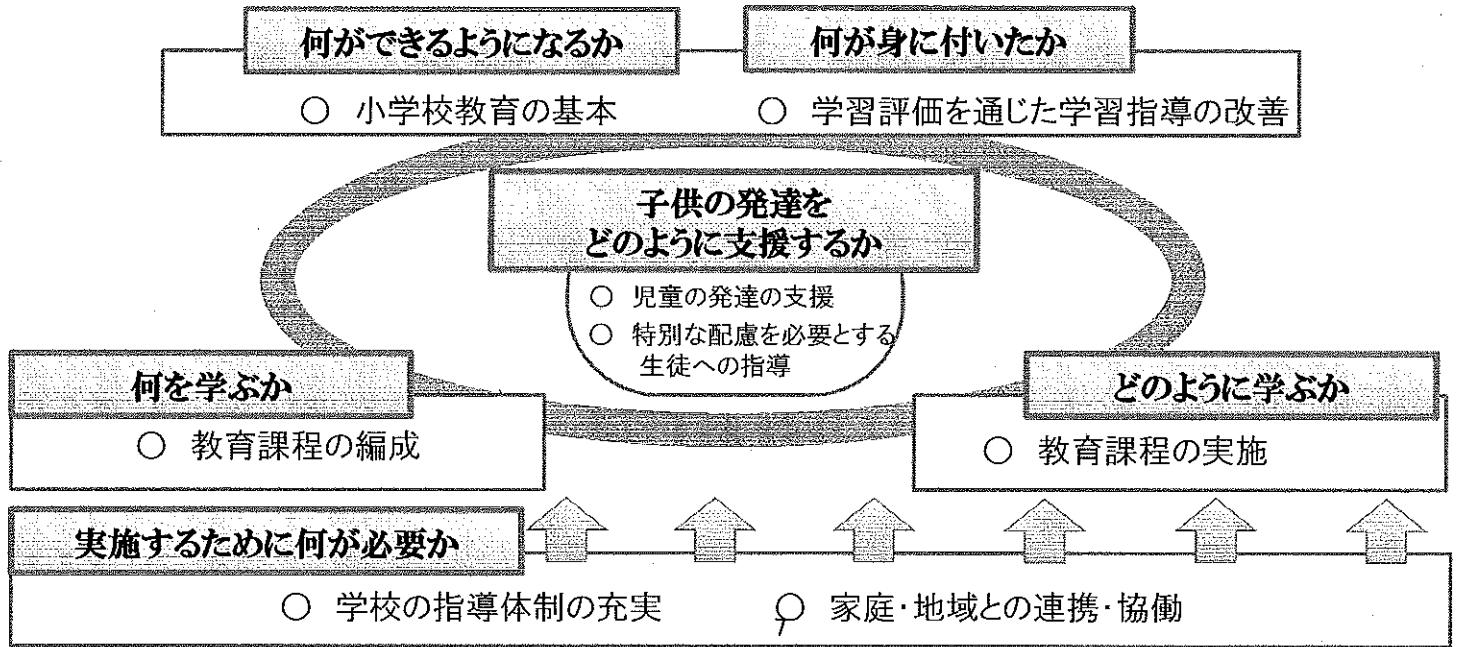 何ができるようになるか
何が身に付いたか
○ 小学校教育の基本
○ 学習評価を通じた学習指導の改善
子供の発達を
どのように支援するか
○ 児童の発達の支援
○ 特別な配慮を必要とする
生徒への指導
何を学ぶか
○ 教育課程の編成
どのように学ぶか
○ 教育課程の実施
実施するために何が必要か
○ 学校の指導体制の充実
○ 家庭・地域との連携・協働